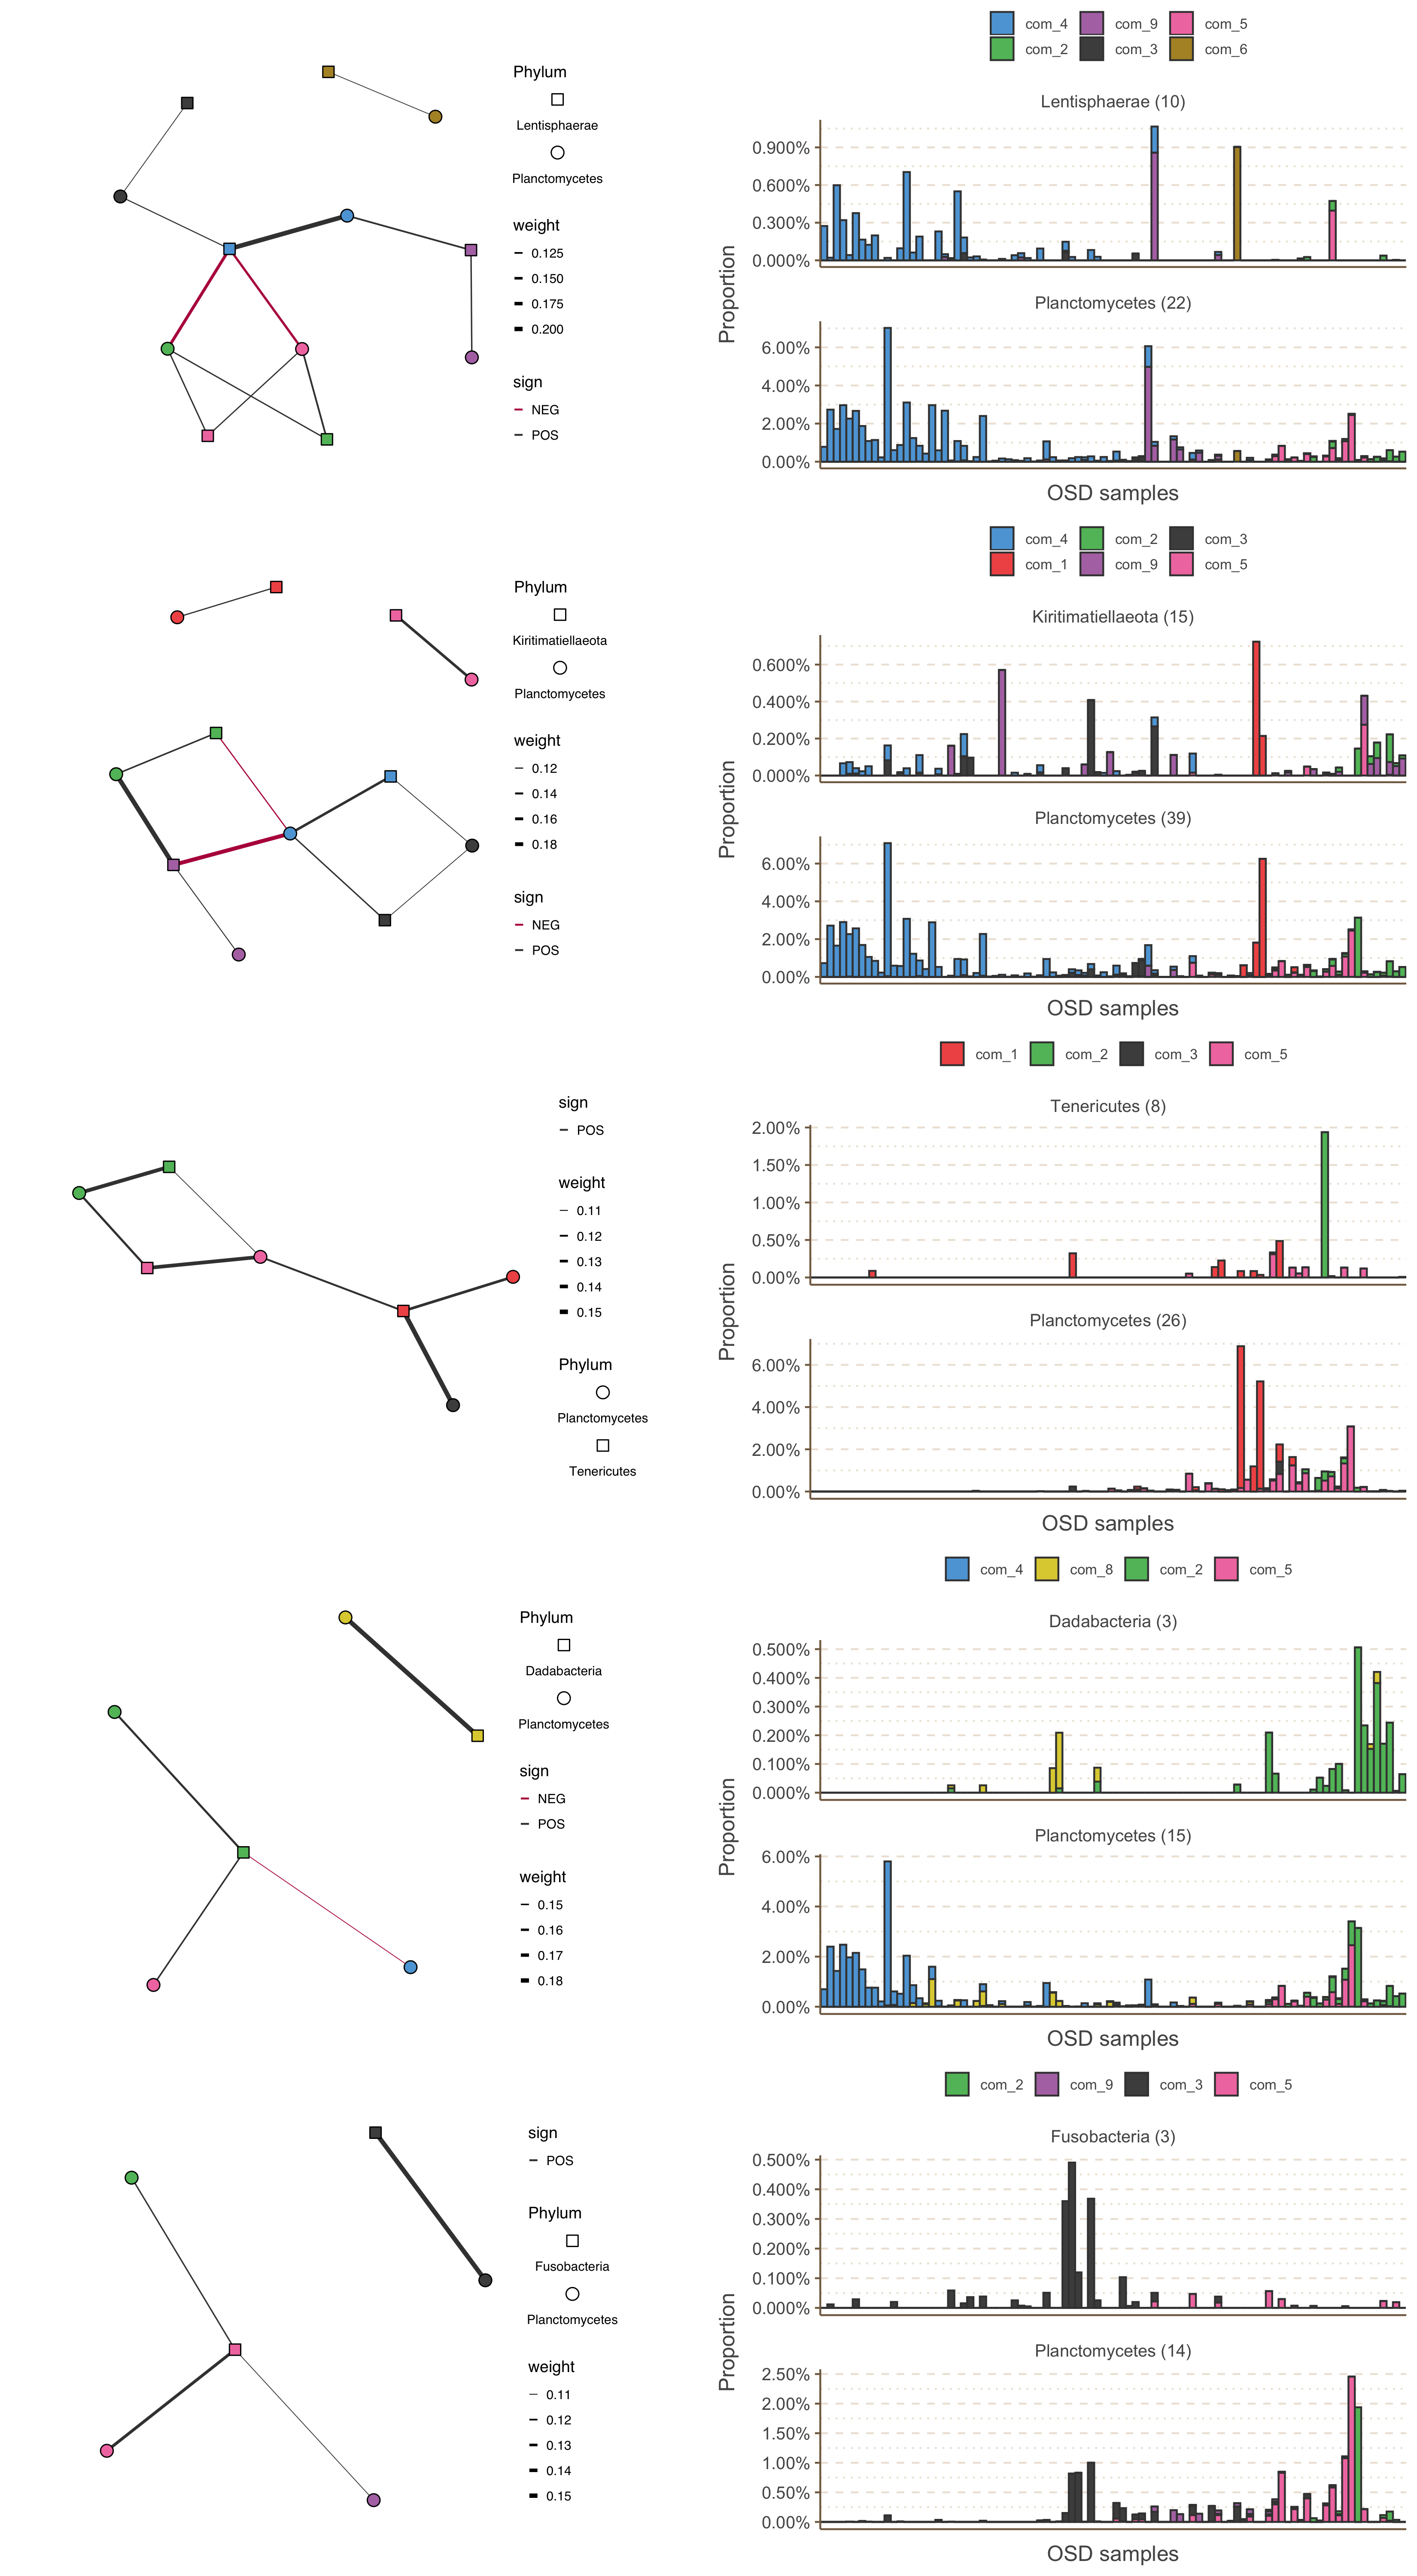 com_4 com_9 com_5
com_2 com_3 com_6
Phylum
Lentisphaerae
Planctomycetes
weight
0.125
0.150
0.175
0.200
sign
NEG
POS
Proportion
Lentisphaerae (10)
0.900%
0.600%
0.300%
0.000%
Planctomycetes (22)
6.00%
4.00%
2.00%
0.00%
OSD samples
com_4 com_2 com_3
com_1 com_9 com_5
Phylum
Kiritimatiellaeota
Planctomycetes
weight
0.12
0.14
0.16
0.18
sign
NEG
POS
Proportion
Kiritimatiellaeota (15)
0.600%
0.400%
0.200%
0.000%
Planctomycetes (39)
6.00%
4.00%
2.00%
0.00%
OSD samples
com_1 com_2 com_3 com_5
sign
POS
weight
0.11
0.12
0.13
0.14
0.15
Phylum
Planctomycetes
Tenericutes
Proportion
Tenericutes (8)
2.00%
1.50%
1.00%
0.50%
0.00%
Planctomycetes (26)
6.00%
4.00%
2.00%
0.00%
OSD samples
com_4 com_8 com_2 com_5
Phylum
Dadabacteria
Planctomycetes
sign
NEG
POS
weight
0.15
0.16
0.17
0.18
Proportion
Dadabacteria (3)
0.500%
0.400%
0.300%
0.200%
0.100%
0.000%
Planctomycetes (15)
6.00%
4.00%
2.00%
0.00%
OSD samples
com_2 com_9 com_3 com_5
sign
POS
Phylum
Fusobacteria
Planctomycetes
weight
0.11
0.12
0.13
0.14
0.15
Proportion
Fusobacteria (3)
0.500%
0.400%
0.300%
0.200%
0.100%
0.000%
Planctomycetes (14)
2.50%
2.00%
1.50%
1.00%
0.50%
0.00%
OSD samples